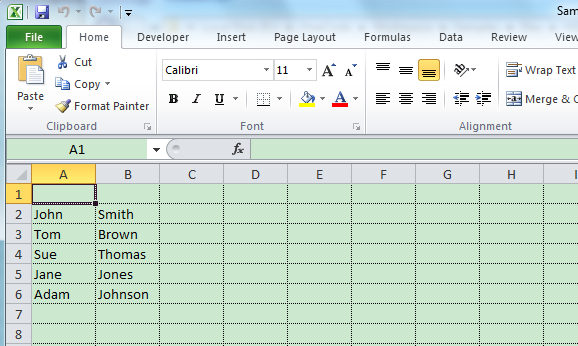 Sam
File Home Developer Insert Page Layout Formulas Data Review View
Cut
Copy
Format Painter
Paste
Clipboard
Calibri 11
B I U A
Font
Wrap Text
Merge & C
Alignment
A1 fx
A B C D E F G H I
1
2 John Smith
3 Tom Brown
4 Sue Thomas
5 Jane Jones
6 Adam Johnson
7
8